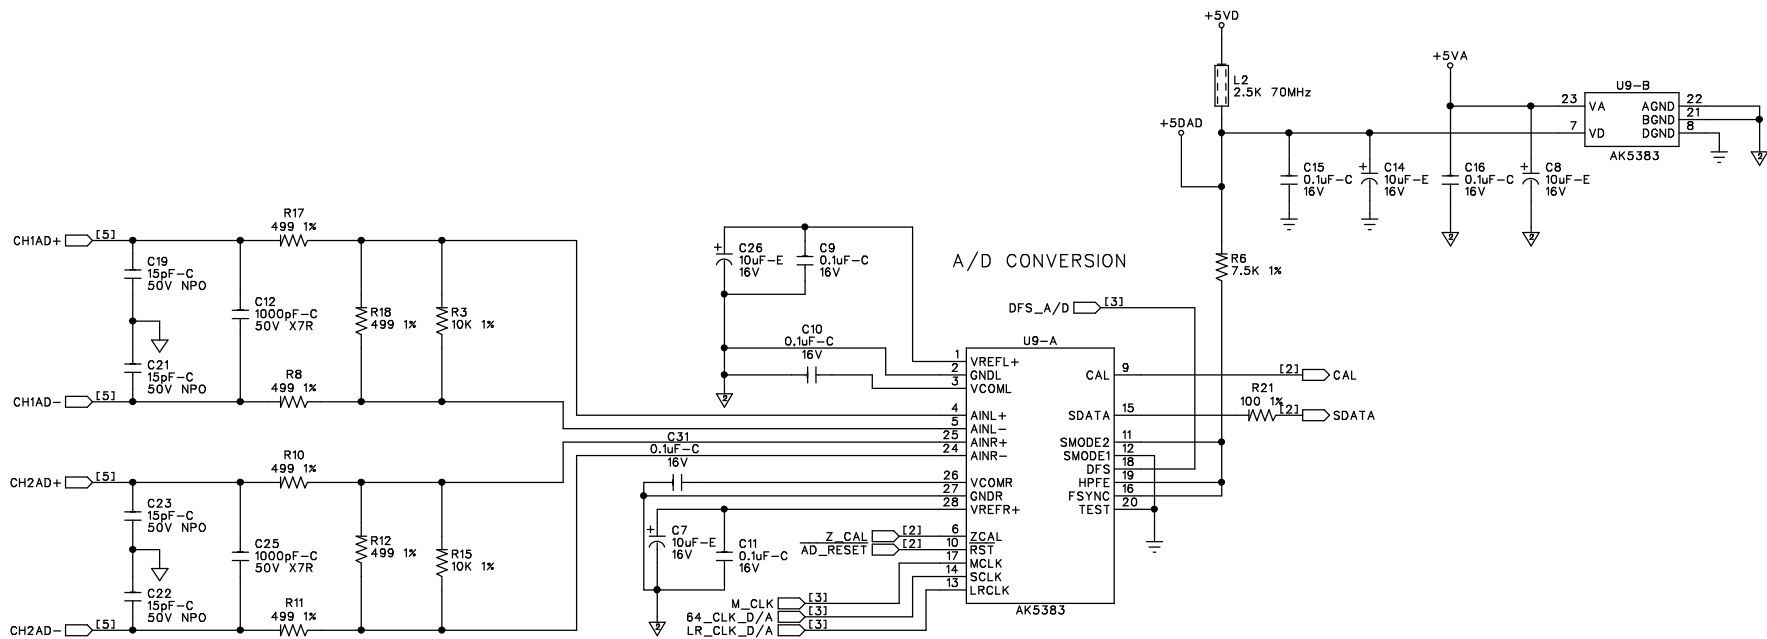 +5VD
L2
2.5K 70MHz
+5VA
U9-B
23 VA AGND 22
BGND 21
7 VD DGND 8
AK5383
2
+5DAD
C15
0.1uF-C
16V
+ C14
10uF-E
16V
C16
0.1uF-C
16V
+ C8
10uF-E
16V
2
2
R6
7.5K 1%
CH1AD+ [5]
R17
499 1%
C19
15pF-C
50V NPO
C12
1000pF-C
50V X7R
R18
499 1%
R3
10K 1%
C21
15pF-C
50V NPO
R8
499 1%
CH1AD- [5]
+ C26
10uF-E
16V
C9
0.1uF-C
16V
C10
0.1uF-C
16V
2
A/D CONVERSION
DFS_A/D [3]
U9-A
1 VREFL+
2 GNDL
3 VCOML
4 AINL+
5 AINL-
25 AINR+
24 AINR-
26 VCOMR
27 GNDR
28 VREFR+
6 ZCAL
10 RST
17 MCLK
14 SCLK
13 LRCLK
CAL 9
SDATA 15
SMODE2 11
SMODE1 12
DFS 18
HPFE 19
FSYNC 16
TEST 20
AK5383
[2] CAL
R21
100 1%
[2] SDATA
C31
0.1uF-C
16V
+ C7
10uF-E
16V
C11
0.1uF-C
16V
2
Z_CAL [2]
AD_RESET [2]
M_CLK [3]
64_CLK_D/A [3]
LR_CLK_D/A [3]
CH2AD+ [5]
R10
499 1%
C23
15pF-C
50V NPO
C25
1000pF-C
50V X7R
R12
499 1%
R15
10K 1%
C22
15pF-C
50V NPO
R11
499 1%
CH2AD- [5]